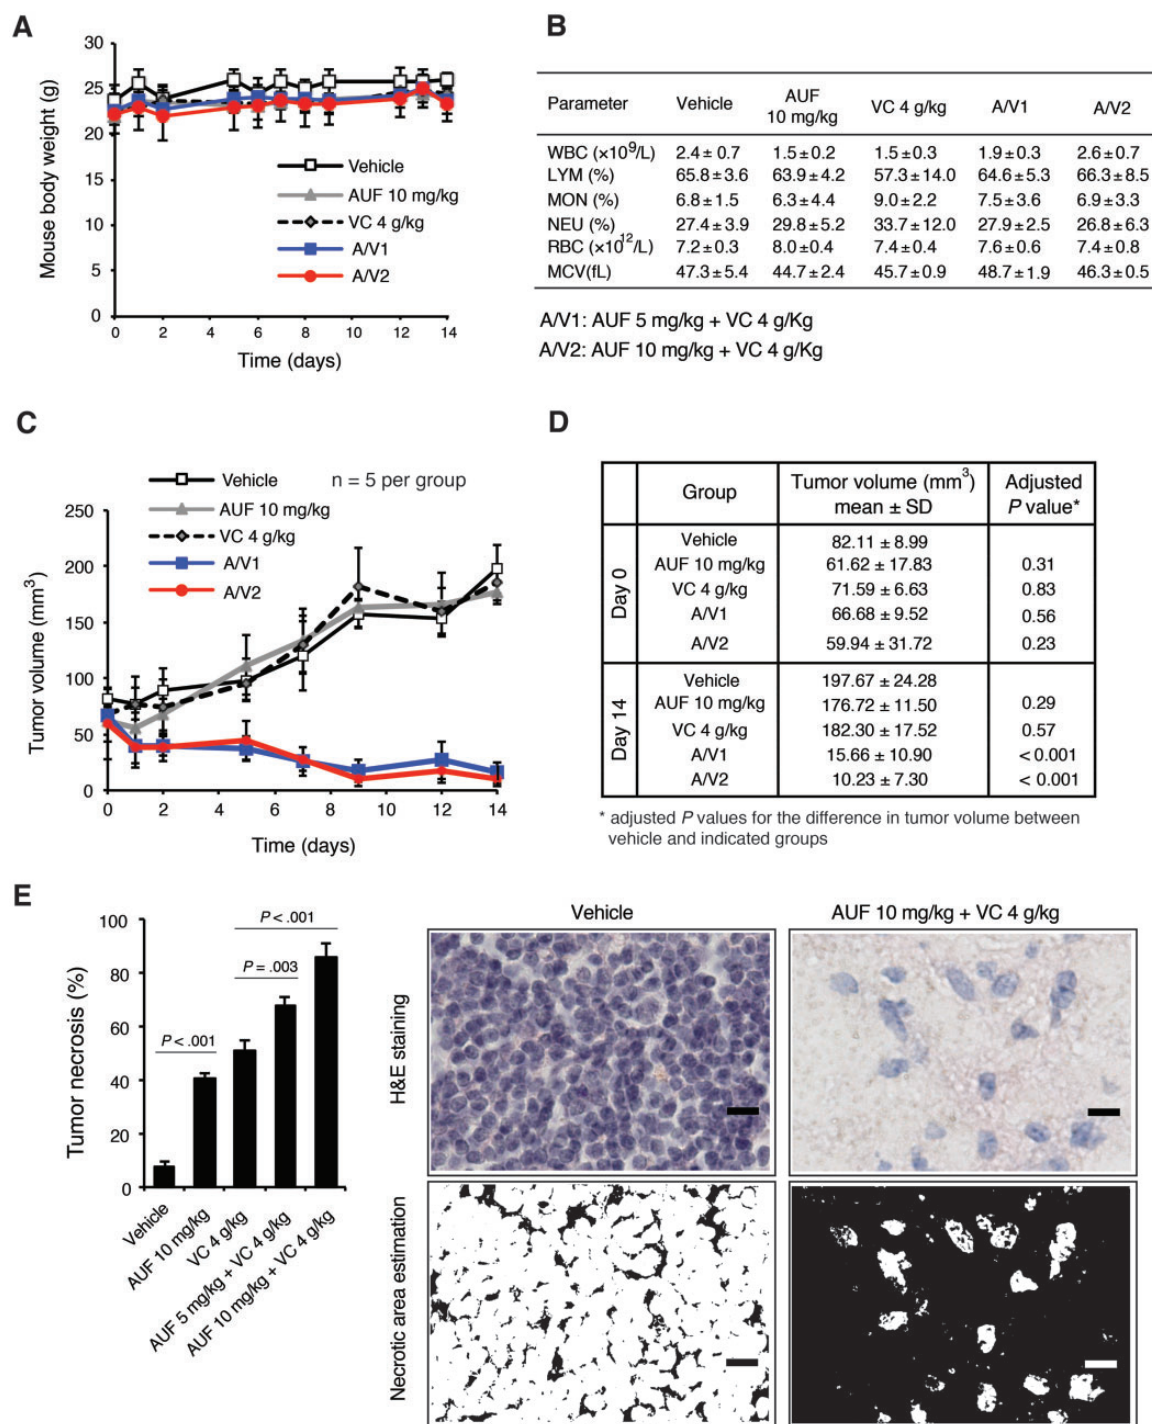 A
30
25
20
15
10
5
0
Mouse body weight (g)
Vehicle
AUF 10 mg/kg
VC 4 g/kg
A/V1
A/V2
0 2 4 6 8 10 12 14
Time (days)
B
Parameter Vehicle AUF 10 mg/kg VC 4 g/kg A/V1 A/V2
WBC (×10⁹/L) 2.4 ± 0.7 1.5 ± 0.2 1.5 ± 0.3 1.9 ± 0.3 2.6 ± 0.7
LYM (%) 65.8 ± 3.6 63.9 ± 4.2 57.3 ± 14.0 64.6 ± 5.3 66.3 ± 8.5
MON (%) 6.8 ± 1.5 6.3 ± 4.4 9.0 ± 2.2 7.5 ± 3.6 6.9 ± 3.3
NEU (%) 27.4 ± 3.9 29.8 ± 5.2 33.7 ± 12.0 27.9 ± 2.5 26.8 ± 6.3
RBC (×10¹²/L) 7.2 ± 0.3 8.0 ± 0.4 7.4 ± 0.4 7.6 ± 0.6 7.4 ± 0.8
MCV(fL) 47.3 ± 5.4 44.7 ± 2.4 45.7 ± 0.9 48.7 ± 1.9 46.3 ± 0.5
A/V1: AUF 5 mg/kg + VC 4 g/Kg
A/V2: AUF 10 mg/kg + VC 4 g/Kg
C
Vehicle
AUF 10 mg/kg
VC 4 g/kg
A/V1
A/V2
n = 5 per group
250
200
150
100
50
0
Tumor volume (mm³)
0 2 4 6 8 10 12 14
Time (days)
D
Group Tumor volume (mm³) mean ± SD Adjusted P value*
Day 0
Vehicle 82.11 ± 8.99
AUF 10 mg/kg 61.62 ± 17.83 0.31
VC 4 g/kg 71.59 ± 6.63 0.83
A/V1 66.68 ± 9.52 0.56
A/V2 59.94 ± 31.72 0.23
Day 14
Vehicle 197.67 ± 24.28
AUF 10 mg/kg 176.72 ± 11.50 0.29
VC 4 g/kg 182.30 ± 17.52 0.57
A/V1 15.66 ± 10.90 < 0.001
A/V2 10.23 ± 7.30 < 0.001
* adjusted P values for the difference in tumor volume between
vehicle and indicated groups
E
100
80
60
40
20
0
Tumor necrosis (%)
P < .001
P = .003
P < .001
Vehicle
AUF 10 mg/kg
VC 4 g/kg
AUF 5 mg/kg + VC 4 g/kg
AUF 10 mg/kg + VC 4 g/kg
Vehicle
AUF 10 mg/kg + VC 4 g/kg
H&E staining
Necrotic area estimation